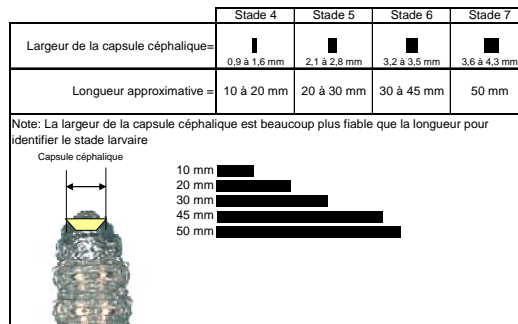 Stade 4 Stade 5 Stade 6 Stade 7
Largeur de la capsule céphalique=
0,9 à 1,6 mm 2,1 à 2,8 mm 3,2 à 3,5 mm 3,6 à 4,3 mm
Longueur approximative = 10 à 20 mm 20 à 30 mm 30 à 45 mm 50 mm
Note: La largeur de la capsule céphalique est beaucoup plus fiable que la longueur pour
identifier le stade larvaire
Capsule céphalique
10 mm
20 mm
30 mm
45 mm
50 mm